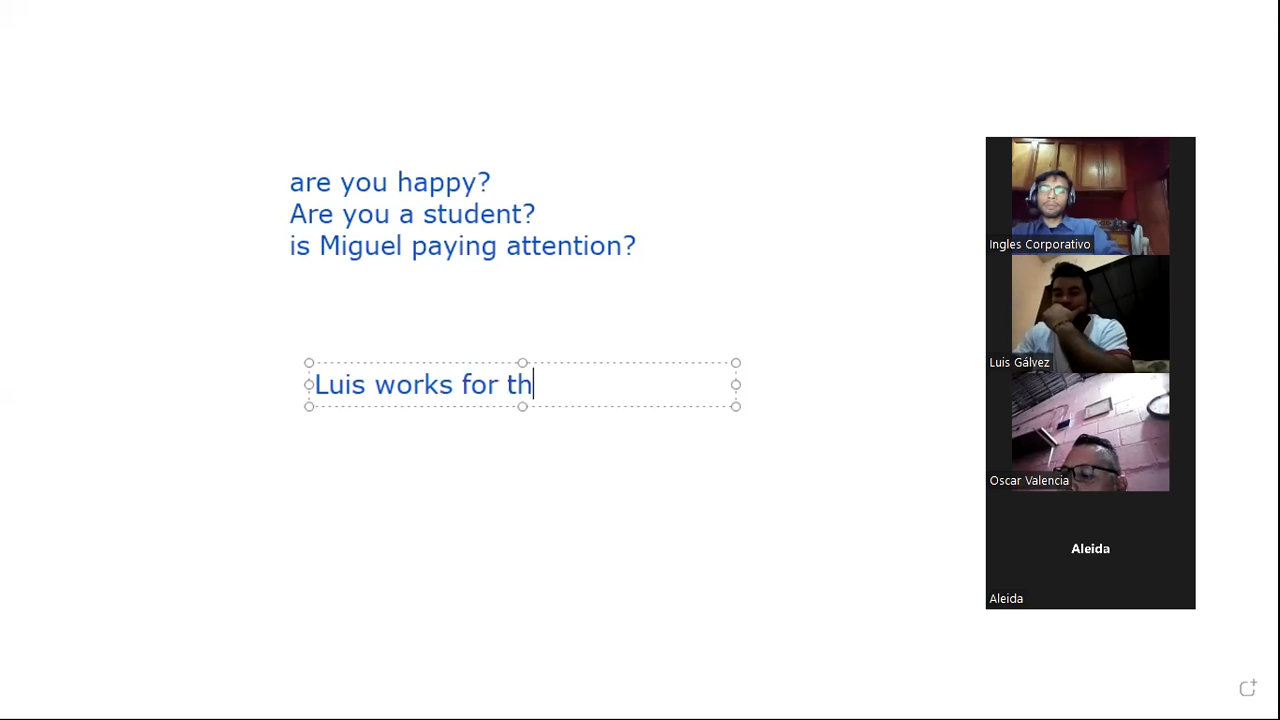 are you happy?
Are you a student?
is Miguel paying attention?
Luis works for th
Ingles Corporativo
Luis Gálvez
Oscar Valencia
Aleida
Aleida